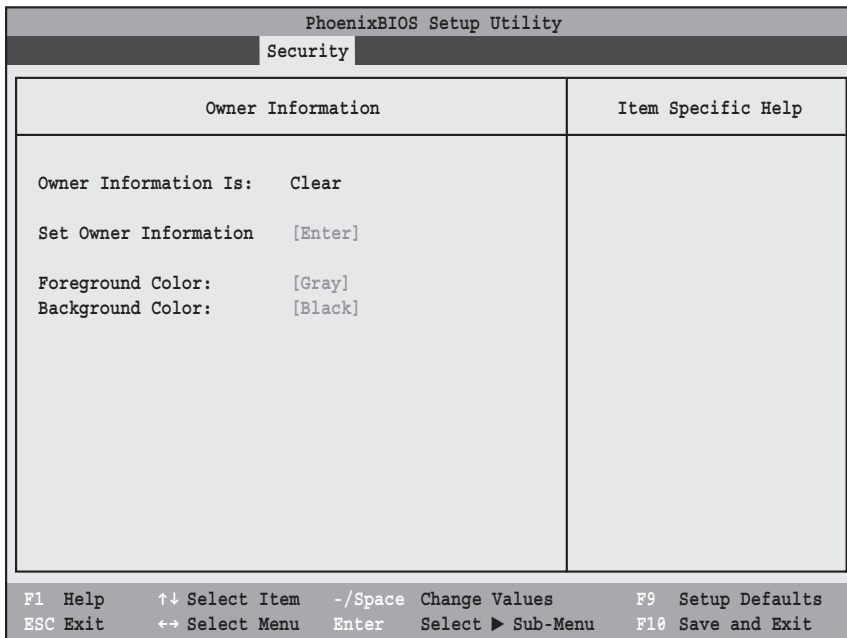 PhoenixBIOS Setup Utility
Security
Owner Information
Item Specific Help
Owner Information Is: Clear
Set Owner Information [Enter]
Foreground Color: [Gray]
Background Color: [Black]
F1 Help ↑↓ Select Item -/Space Change Values F9 Setup Defaults
ESC Exit ←→ Select Menu Enter Select ▶ Sub-Menu F10 Save and Exit